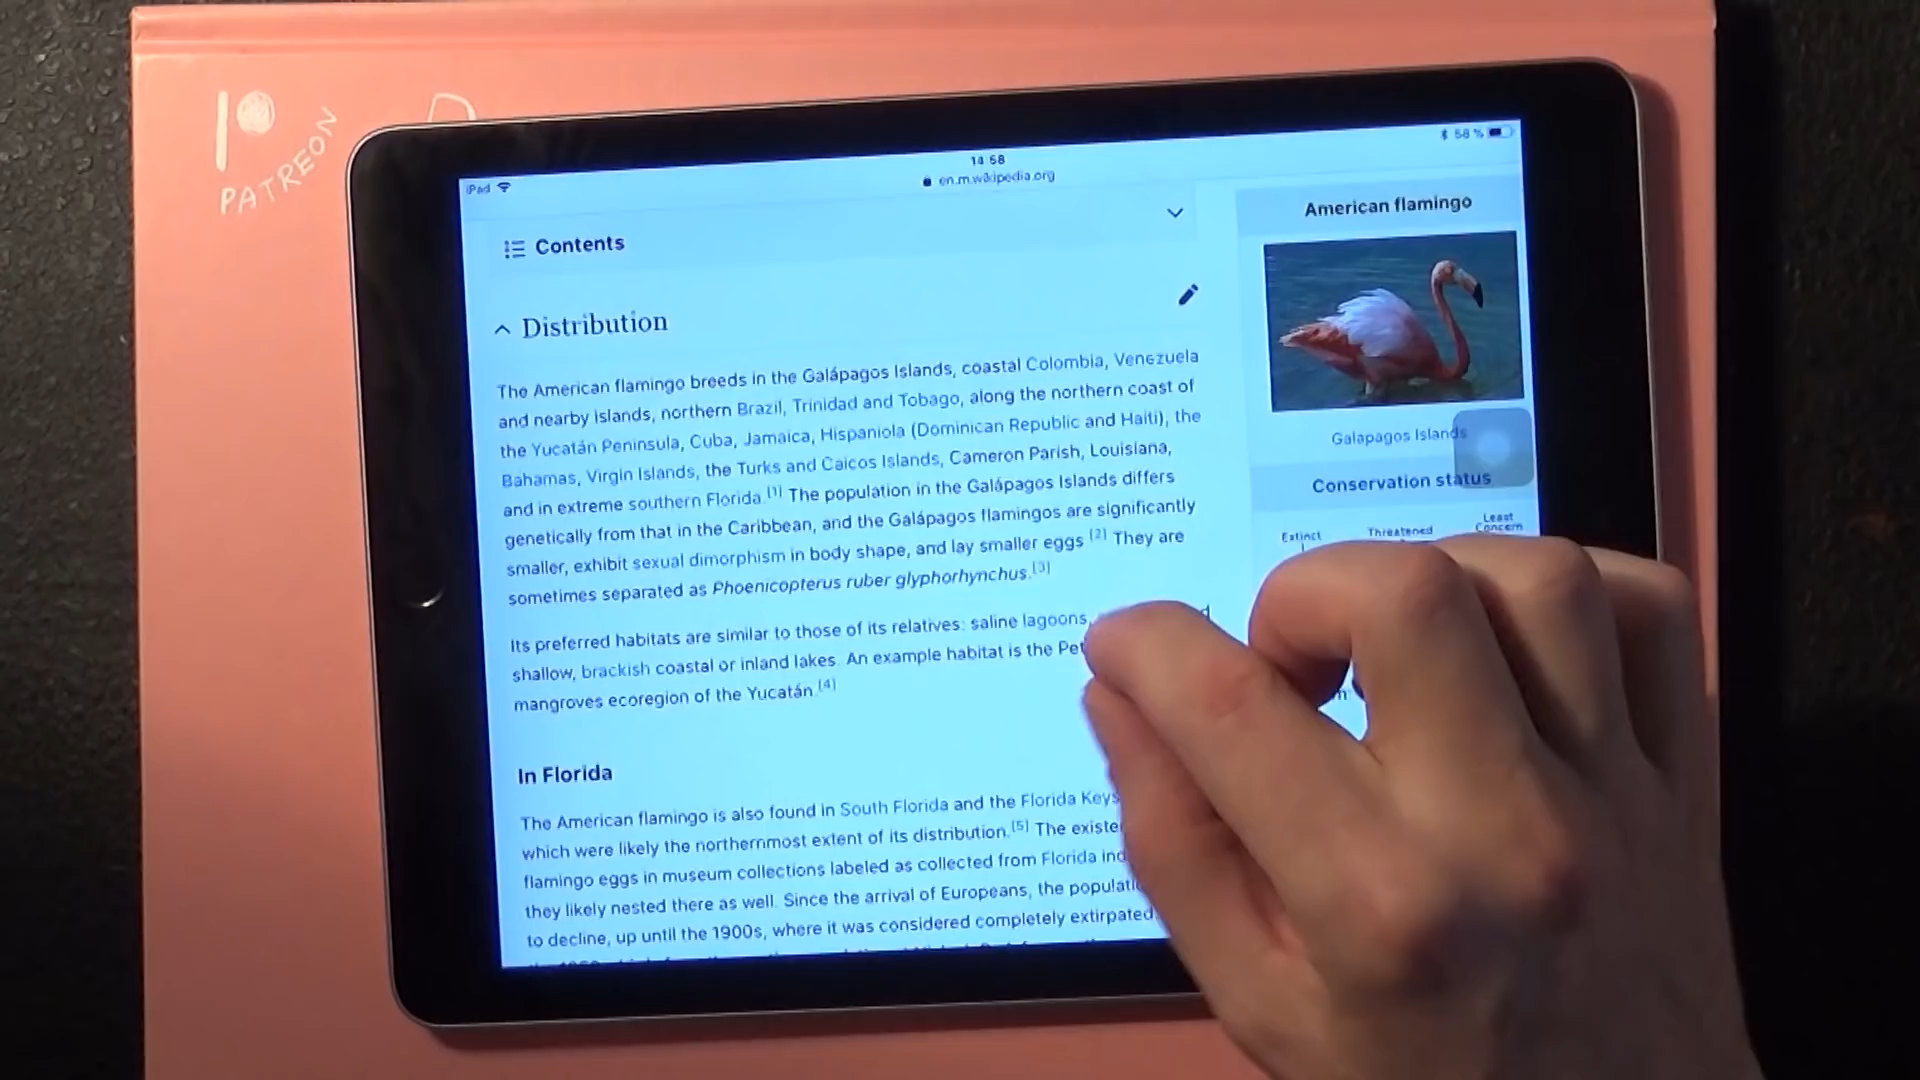 PATREON
iPad
14:58
58 %
en.m.wikipedia.org
Contents
Distribution
The American flamingo breeds in the Galápagos Islands, coastal Colombia, Venezuela
and nearby islands, northern Brazil, Trinidad and Tobago, along the northern coast of
the Yucatán Peninsula, Cuba, Jamaica, Hispaniola (Dominican Republic and Haiti), the
Bahamas, Virgin Islands, the Turks and Caicos Islands, Cameron Parish, Louisiana,
and in extreme southern Florida.[1] The population in the Galápagos Islands differs
genetically from that in the Caribbean, and the Galápagos flamingos are significantly
smaller, exhibit sexual dimorphism in body shape, and lay smaller eggs.[2] They are
sometimes separated as Phoenicopterus ruber glyphorhynchus.[3]
Its preferred habitats are similar to those of its relatives: saline lagoons,
shallow, brackish coastal or inland lakes. An example habitat is the
mangroves ecoregion of the Yucatán.[4]
In Florida
The American flamingo is also found in South Florida and the Florida Keys
which were likely the northernmost extent of its distribution.[5] The
flamingo eggs in museum collections labeled as collected from Florida
they likely nested there as well. Since the arrival of Europeans, the
to decline, up until the 1900s, where it was considered completely extirpated.
American flamingo
Galapagos Islands
Conservation status
Extinct
Threatened
Least
Concern